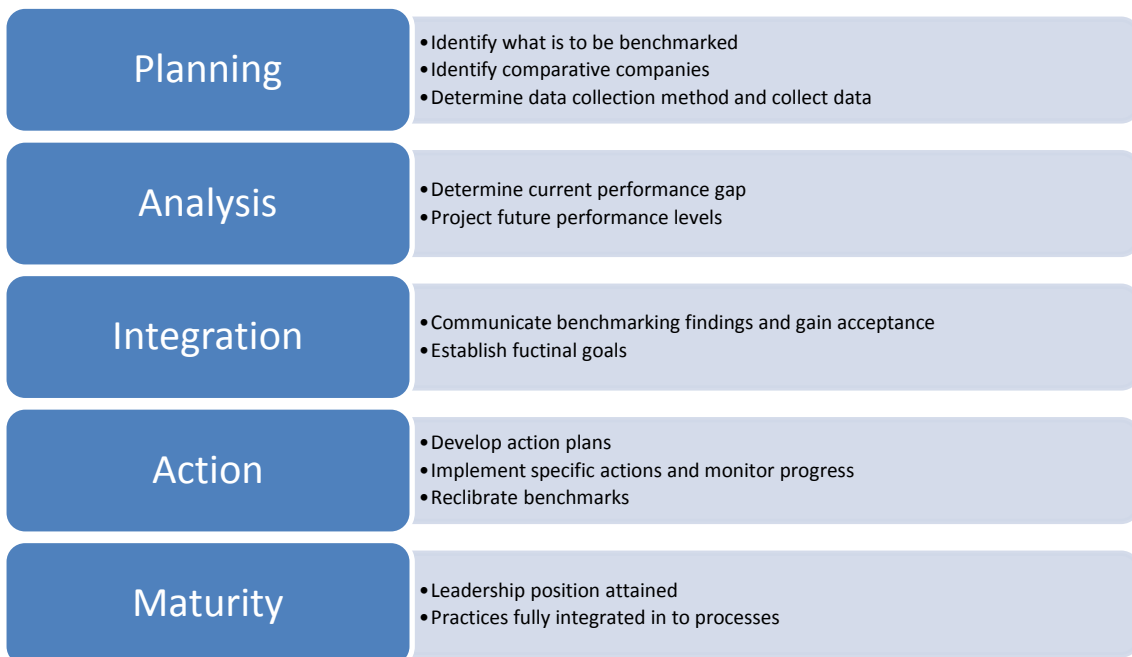 Planning
•Identify what is to be benchmarked
•Identify comparative companies
•Determine data collection method and collect data
Analysis
•Determine current performance gap
•Project future performance levels
Integration
•Communicate benchmarking findings and gain acceptance
•Establish fuctinal goals
Action
•Develop action plans
•Implement specific actions and monitor progress
•Reclibrate benchmarks
Maturity
•Leadership position attained
•Practices fully integrated in to processes